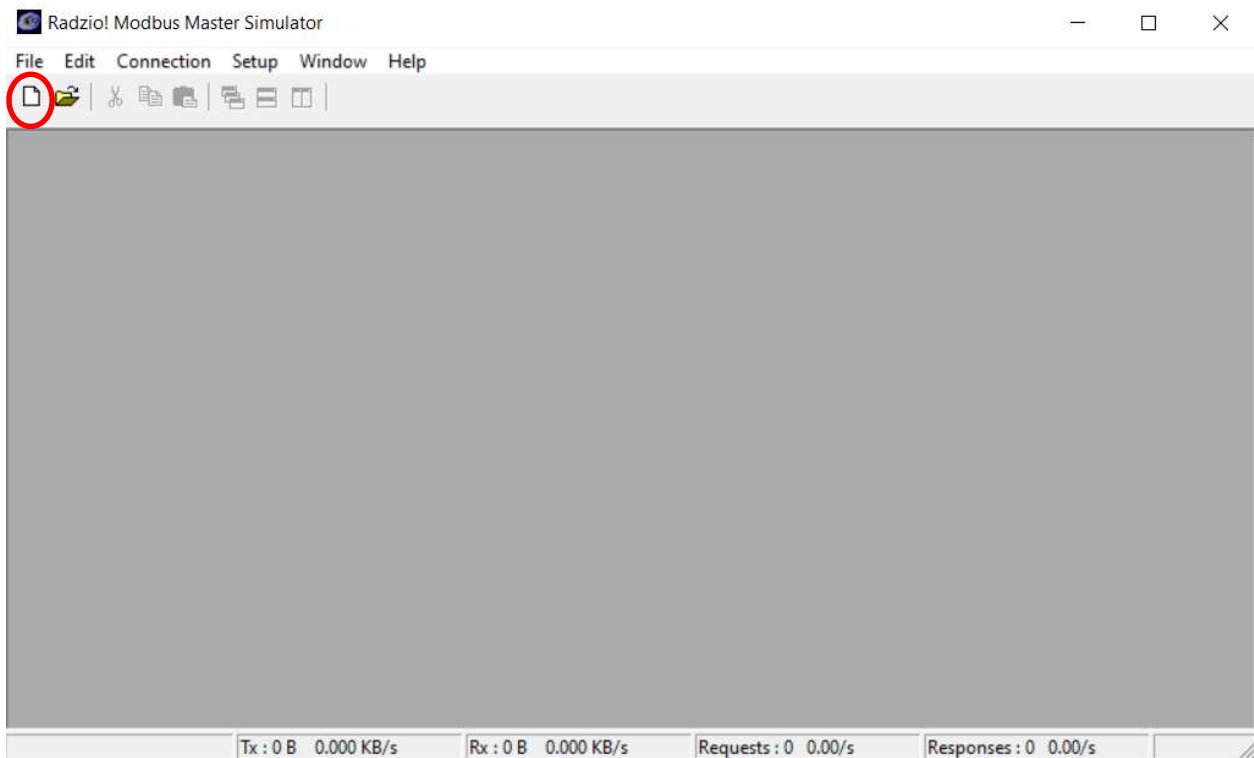 Radzio! Modbus Master Simulator
File Edit Connection Setup Window Help
Tx : 0 B 0.000 KB/s Rx : 0 B 0.000 KB/s Requests : 0 0.00/s Responses : 0 0.00/s